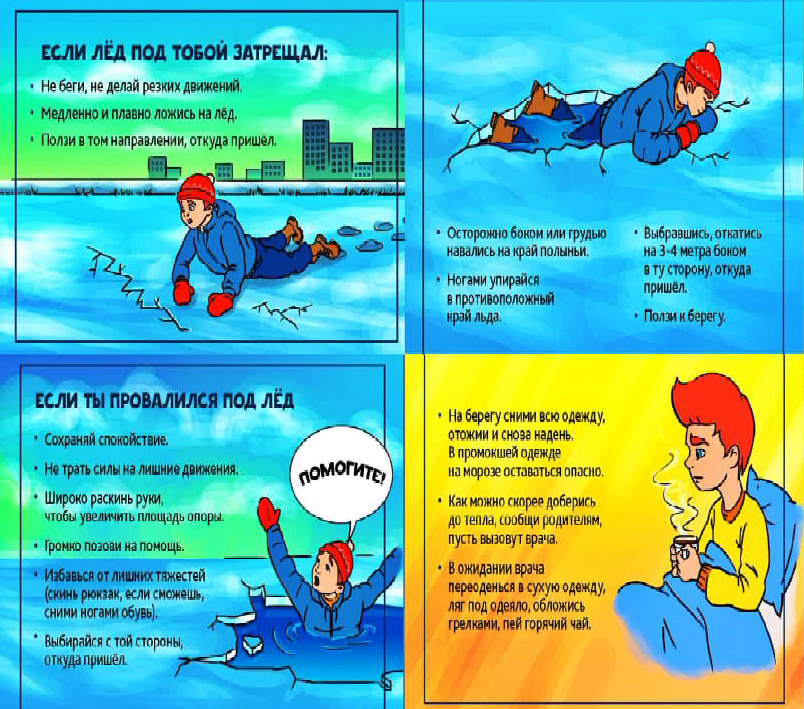 ЕСЛИ ЛЁД ПОД ТОБОЙ ЗАТРЕЩАЛ:
• Не беги, не делай резких движений.
• Медленно и плавно ложись на лёд.
• Ползи в том направлении, откуда пришёл.
• Осторожно боком или грудью
навались на край полыньи.
• Ногами упирайся
в противоположный
край льда.
• Выбравшись, откатись
на 3-4 метра боком
в ту сторону, откуда
пришёл.
• Ползи к берегу.
ЕСЛИ ТЫ ПРОВАЛИЛСЯ ПОД ЛЁД
• Сохраняй спокойствие.
• Не трать силы на лишние движения.
• Широко раскинь руки,
чтобы увеличить площадь опоры.
• Громко позови на помощь.
• Избавься от лишних тяжестей
(скинь рюкзак, если сможешь,
сними ногами обувь).
• Выбирайся с той стороны,
откуда пришёл.
ПОМОГИТЕ!
• На берегу сними всю одежду,
отожми и снова надень.
В промокшей одежде
на морозе оставаться опасно.
• Как можно скорее доберись
до тепла, сообщи родителям,
пусть вызовут врача.
• В ожидании врача
переоденься в сухую одежду,
ляг под одеяло, обложись
грелками, пей горячий чай.